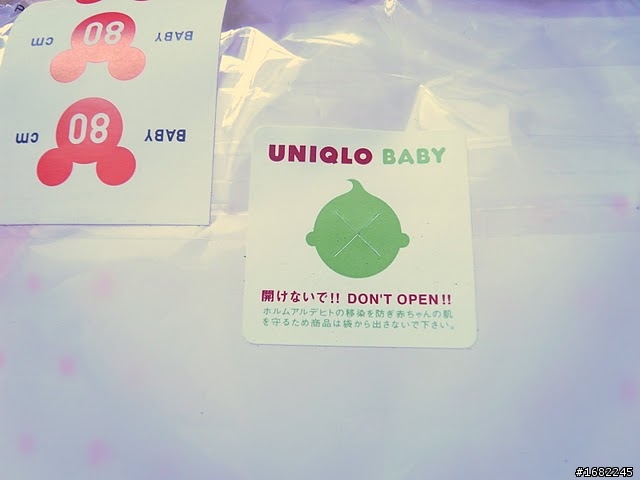 80
cm BABY
80
cm BABY
UNIQLO BABY
開けないで!! DON'T OPEN!!
ホルムアルデヒトの移染を防ぎ赤ちゃんの肌
を守るため商品は袋から出さないで下さい。
#1682245